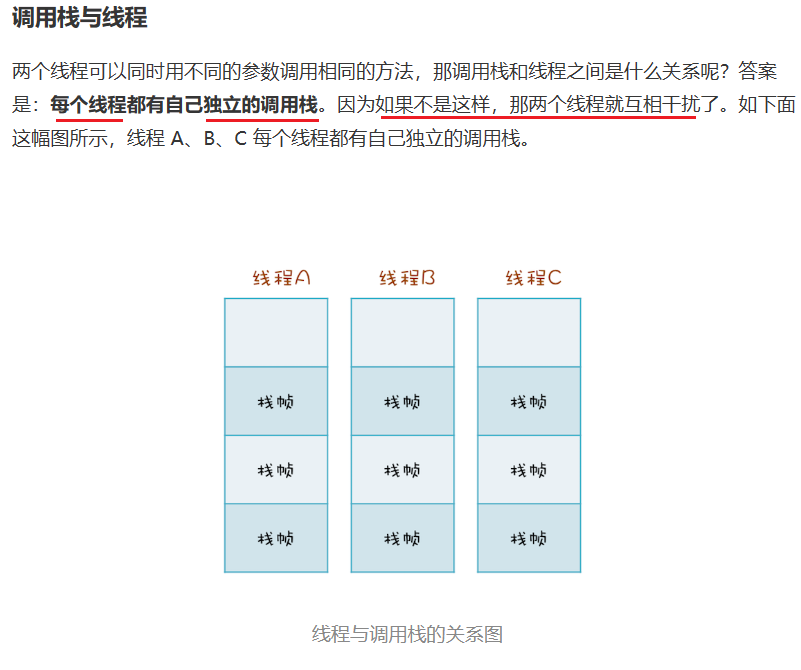 调用栈与线程
两个线程可以同时用不同的参数调用相同的方法，那调用栈和线程之间是什么关系呢？答案
是：每个线程都有自己独立的调用栈。因为如果不是这样，那两个线程就互相干扰了。如下面
这幅图所示，线程 A、B、C 每个线程都有自己独立的调用栈。
线程A 线程B 线程C
栈帧 栈帧 栈帧
栈帧 栈帧 栈帧
栈帧 栈帧 栈帧
线程与调用栈的关系图